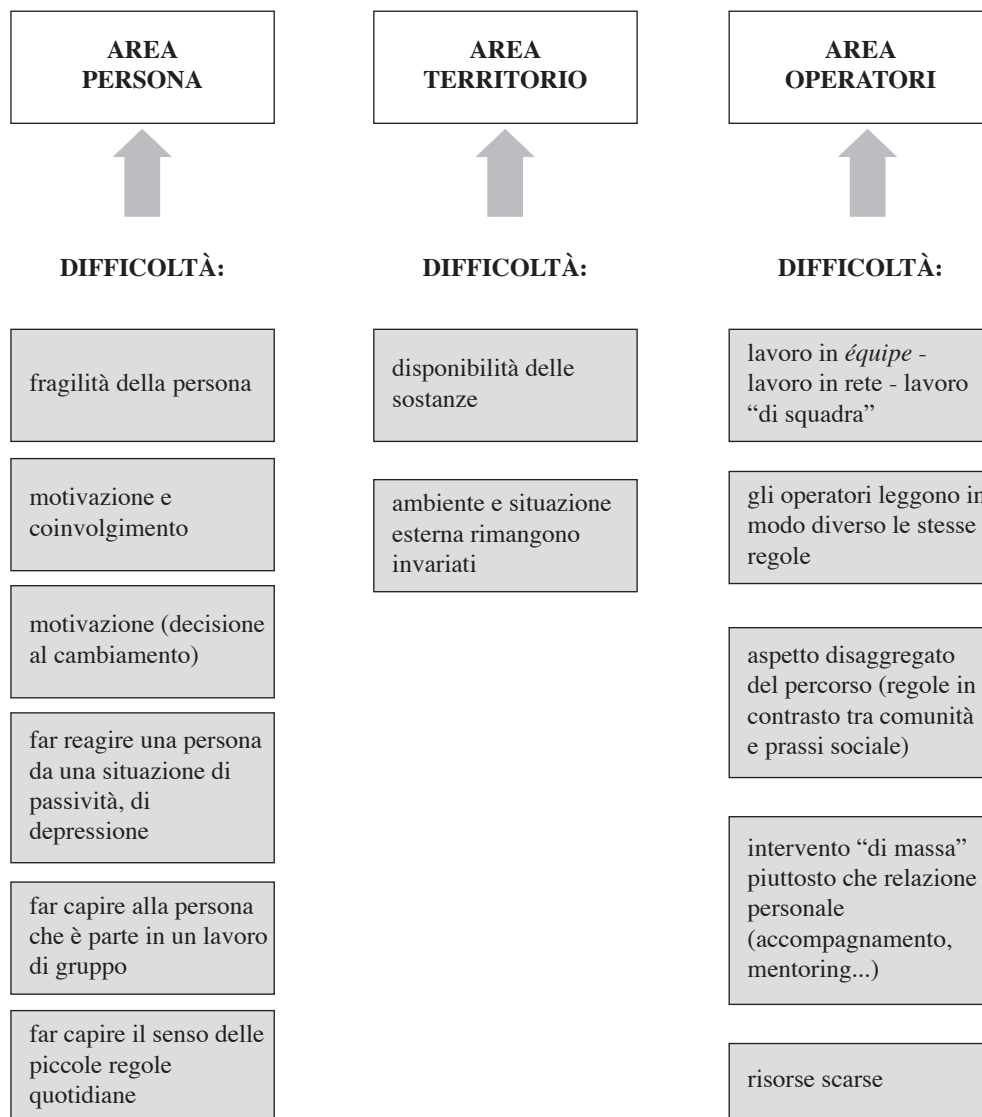 AREA
PERSONA
DIFFICOLTÀ:
fragilità della persona
motivazione e
coinvolgimento
motivazione (decisione
al cambiamento)
far reagire una persona
da una situazione di
passività, di
depressione
far capire alla persona
che è parte in un lavoro
di gruppo
far capire il senso delle
piccole regole
quotidiane
AREA
TERRITORIO
DIFFICOLTÀ:
disponibilità delle
sostanze
ambiente e situazione
esterna rimangono
invariati
AREA
OPERATORI
DIFFICOLTÀ:
lavoro in équipe -
lavoro in rete - lavoro
“di squadra”
gli operatori leggono in
modo diverso le stesse
regole
aspetto disaggregato
del percorso (regole in
contrasto tra comunità
e prassi sociale)
intervento “di massa”
piuttosto che relazione
personale
(accompagnamento,
mentoring...)
risorse scarse